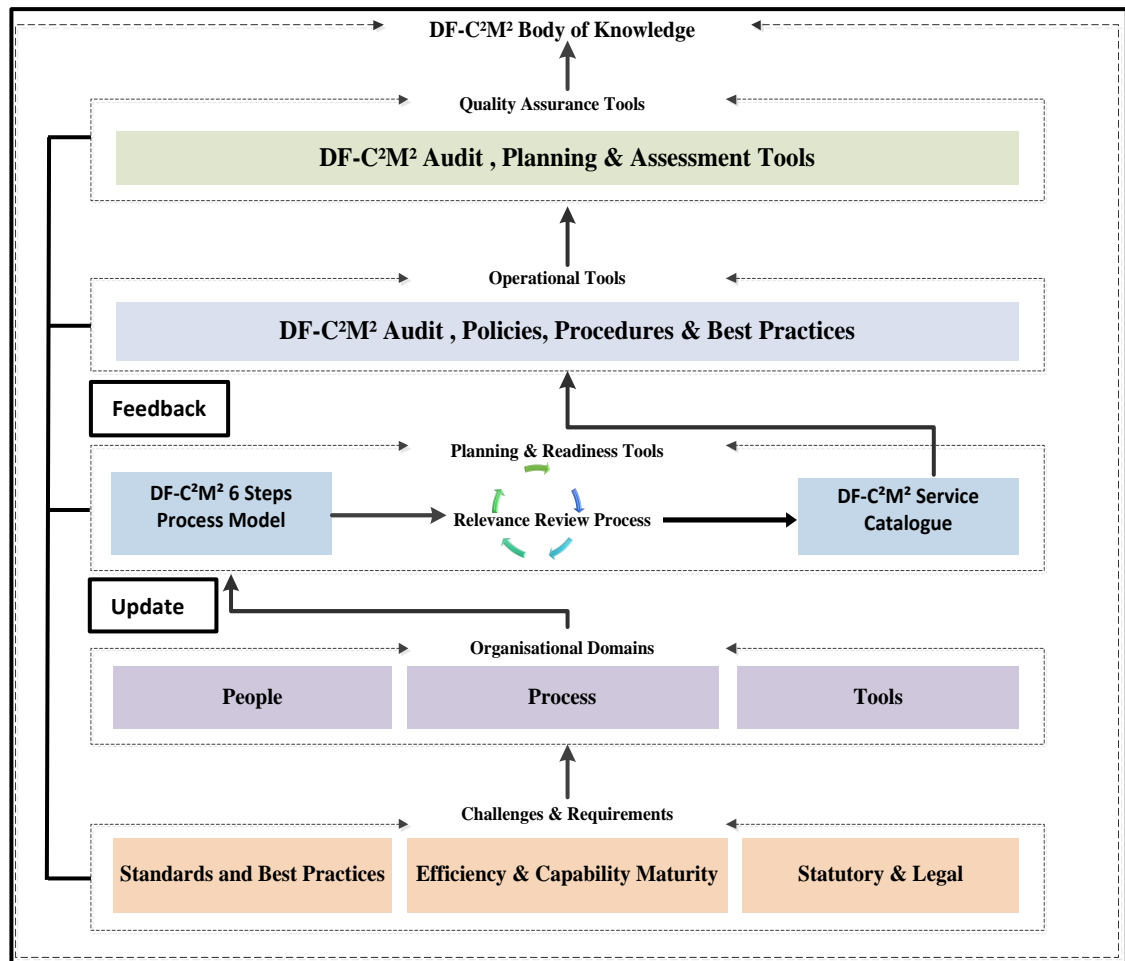 DF-C²M² Body of Knowledge
Quality Assurance Tools
DF-C²M² Audit , Planning & Assessment Tools
Operational Tools
DF-C²M² Audit , Policies, Procedures & Best Practices
Feedback
Planning & Readiness Tools
DF-C²M² 6 Steps
Process Model
Relevance Review Process
DF-C²M² Service
Catalogue
Update
Organisational Domains
People
Process
Tools
Challenges & Requirements
Standards and Best Practices
Efficiency & Capability Maturity
Statutory & Legal